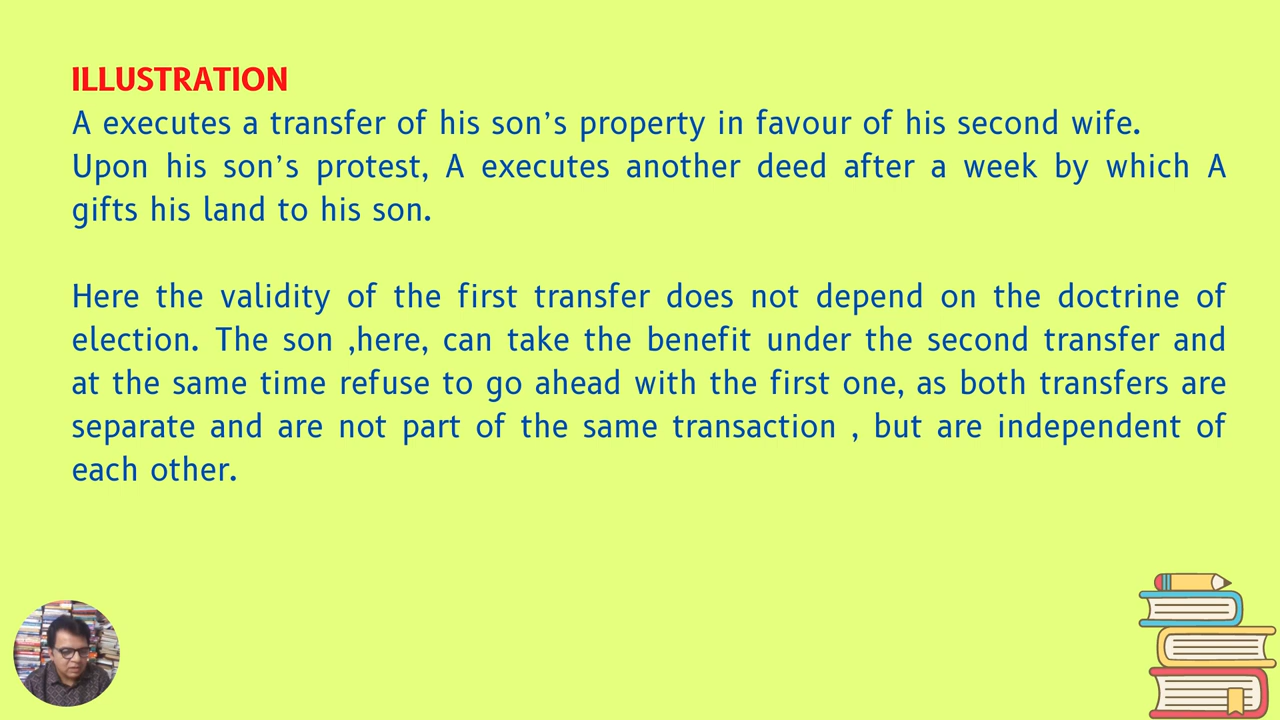 ILLUSTRATION
A executes a transfer of his son's property in favour of his second wife.
Upon his son's protest, A executes another deed after a week by which A
gifts his land to his son.
Here the validity of the first transfer does not depend on the doctrine of
election. The son ,here, can take the benefit under the second transfer and
at the same time refuse to go ahead with the first one, as both transfers are
separate and are not part of the same transaction , but are independent of
each other.